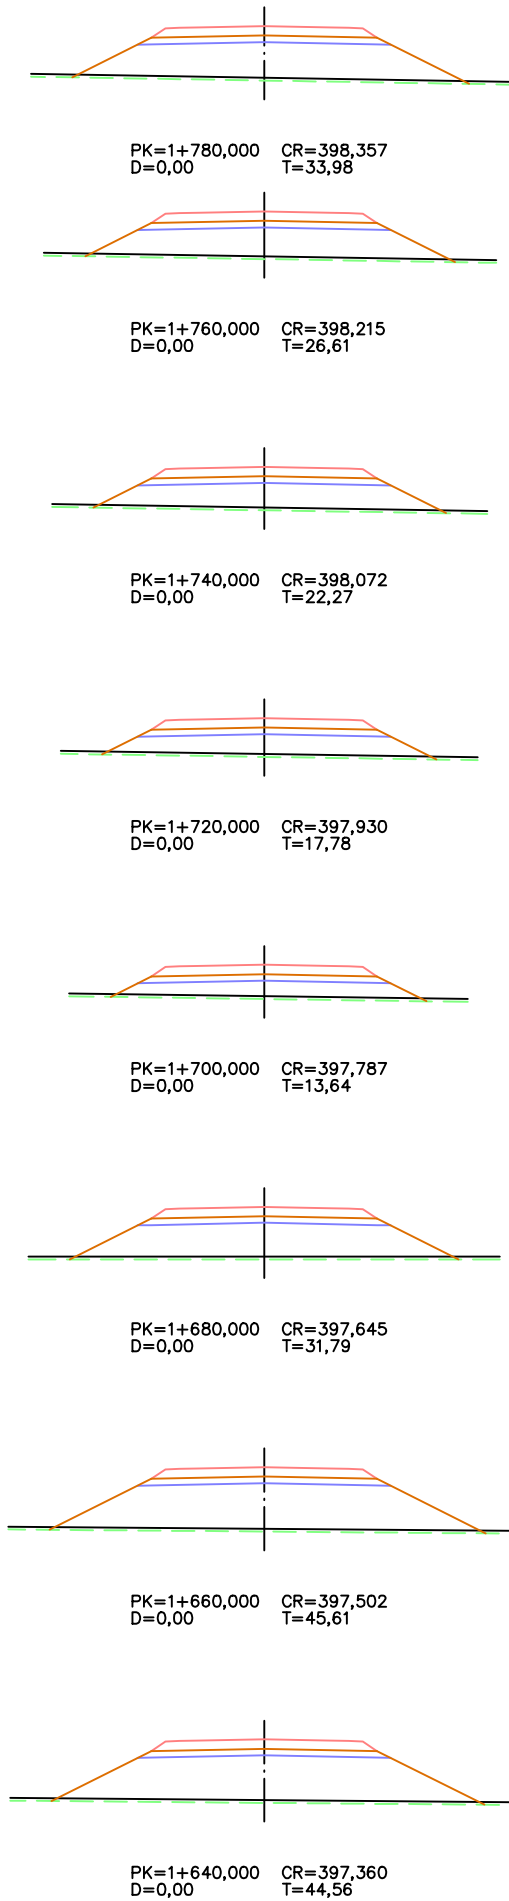 PK=1+780,000 CR=398,357
D=0,00 T=33,98
PK=1+760,000 CR=398,215
D=0,00 T=26,61
PK=1+740,000 CR=398,072
D=0,00 T=22,27
PK=1+720,000 CR=397,930
D=0,00 T=17,78
PK=1+700,000 CR=397,787
D=0,00 T=13,64
PK=1+680,000 CR=397,645
D=0,00 T=31,79
PK=1+660,000 CR=397,502
D=0,00 T=45,61
PK=1+640,000 CR=397,360
D=0,00 T=44,56